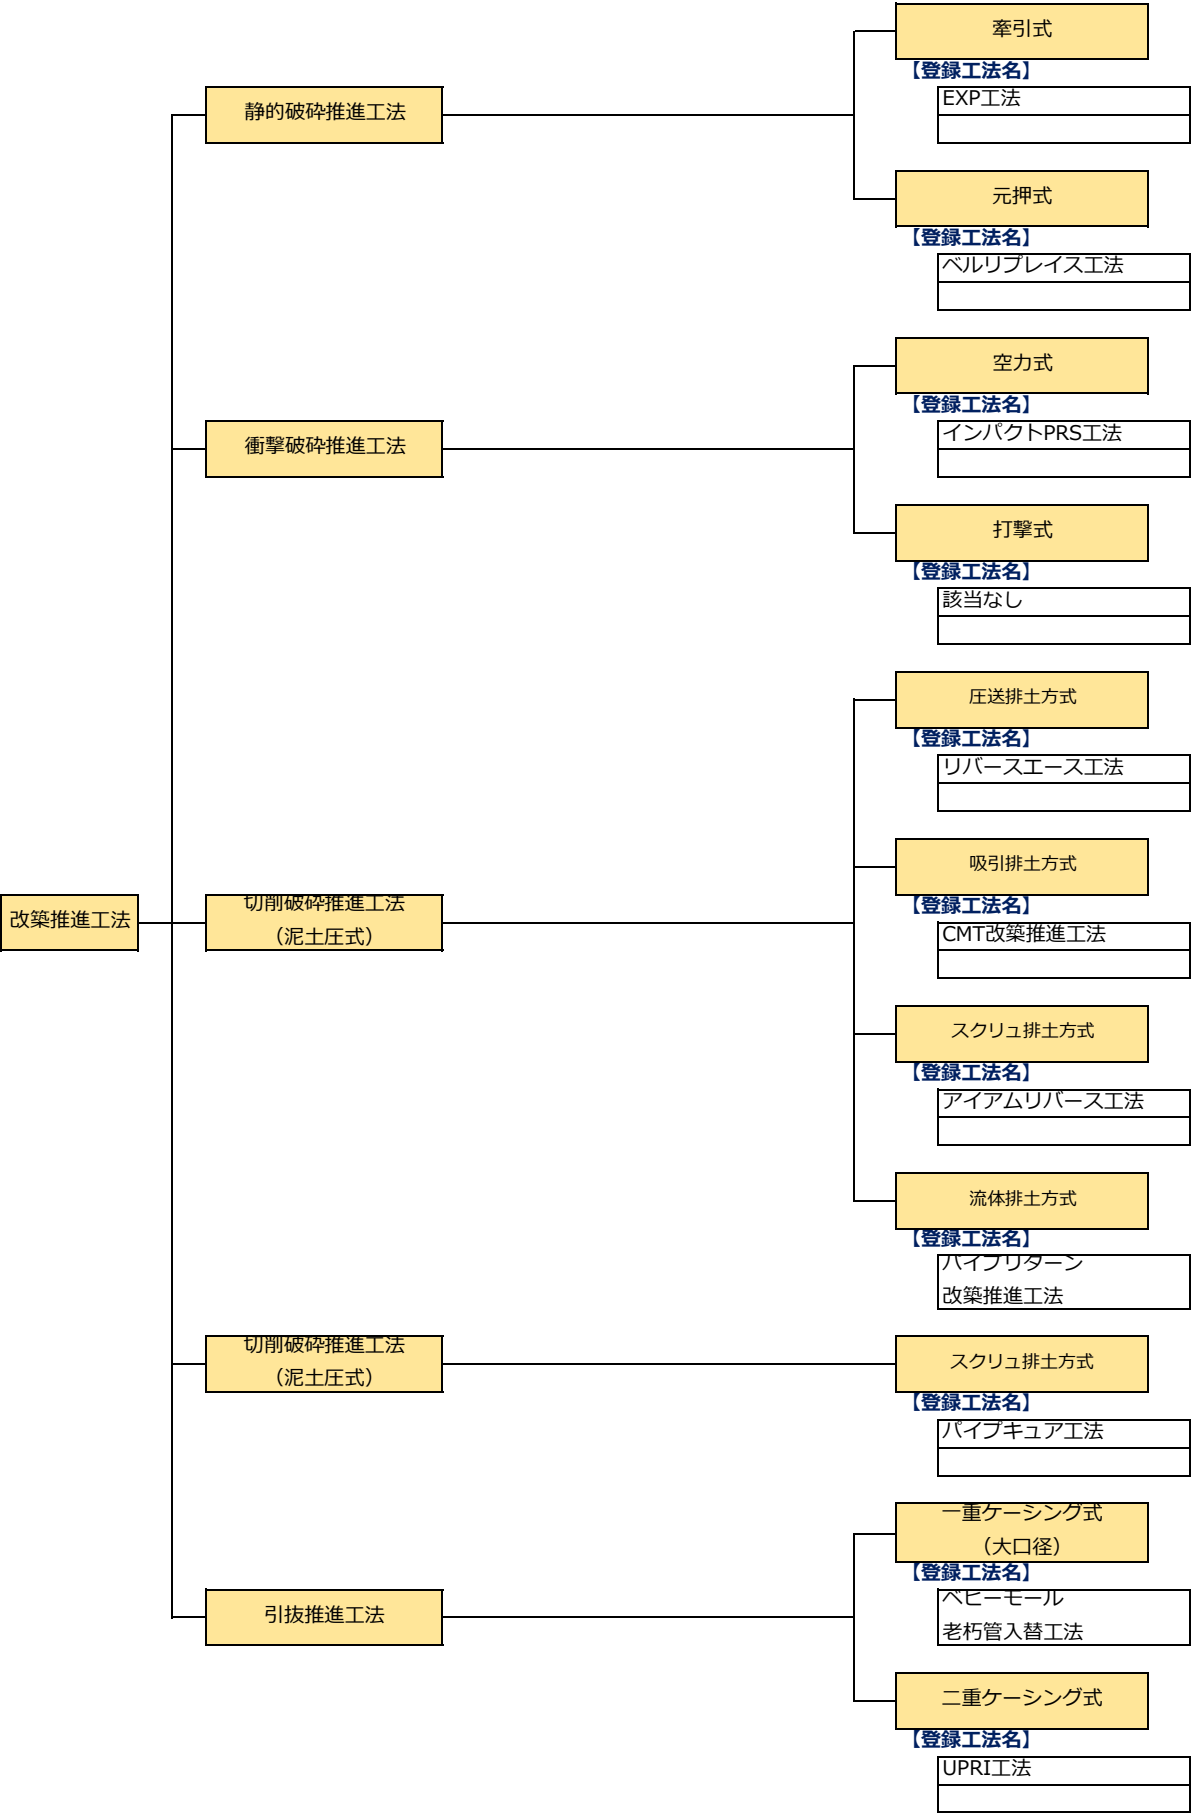 牽引式
【登録工法名】
EXP工法
静的破砕推進工法
元押式
【登録工法名】
ベルリプレイス工法
空力式
【登録工法名】
インパクトPRS工法
衝撃破砕推進工法
打撃式
【登録工法名】
該当なし
圧送排土方式
【登録工法名】
リバースエース工法
吸引排土方式
【登録工法名】
CMT改築推進工法
改築推進工法
切削破砕推進工法
（泥土圧式）
スクリュ排土方式
【登録工法名】
アイアムリバース工法
流体排土方式
【登録工法名】
パイプリターン
改築推進工法
切削破砕推進工法
（泥土圧式）
スクリュ排土方式
【登録工法名】
パイプキュア工法
一重ケーシング式
（大口径）
【登録工法名】
ベビーモール
老朽管入替工法
引抜推進工法
二重ケーシング式
【登録工法名】
UPRI工法